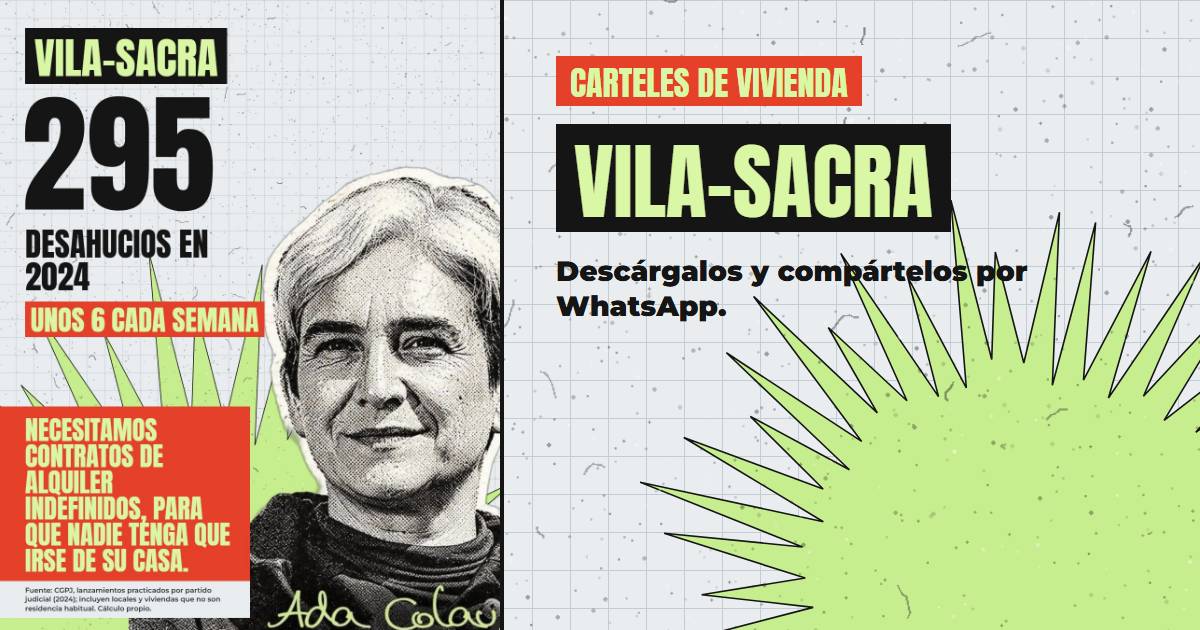 VILA-SACRA
295
DESAHUCIOS EN
2024
UNOS 6 CADA SEMANA
NECESITAMOS
CONTRATOS DE
ALQUILER
INDEFINIDOS, PARA
QUE NADIE TENGA QUE
IRSE DE SU CASA.
Fuente: CGPJ, lanzamientos practicados por partido
judicial (2024); incluyen locales y viviendas que no son
residencia habitual. Cálculo propio.
Ada Colau
CARTELES DE VIVIENDA
VILA-SACRA
Descárgalos y compártelos por
WhatsApp.